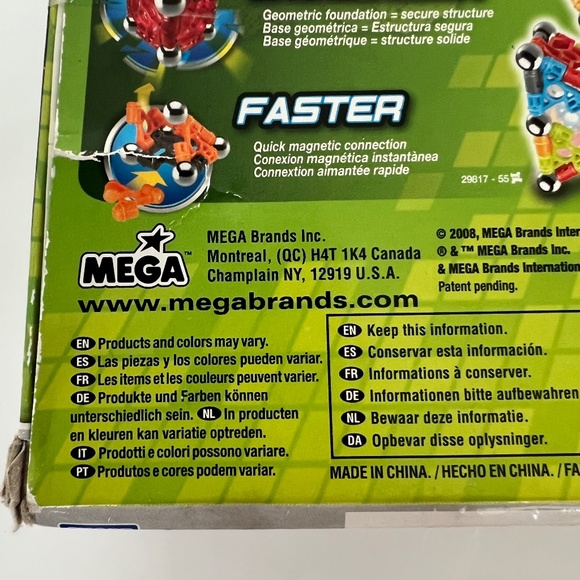 Geometric foundation = secure structure
Base geométrica = Estructura segura
Base géométrique = structure solide
FASTER
Quick magnetic connection
Conexion magnética instantànea
Connextion aimantée rapide
29817 - 55
MEGA™
MEGA Brands Inc.
Montreal, (QC) H4T 1K4 Canada
Champlain NY, 12919 U.S.A.
© 2008, MEGA Brands Inter
® & ™ MEGA Brands Inc.
& MEGA Brands Internation
Patent pending.
www.megabrands.com
EN Products and colors may vary.
ES Las piezas y los colores pueden variar.
FR Les items et les couleurs peuvent varier.
DE Produkte und Farben können
unterschiedlich sein. NL In producten
en kleuren kan variatie optreden.
IT Prodotti e colori possono variare.
PT Produtos e cores podem variar.
EN Keep this information.
ES Conservar esta información.
FR Informations à conserver.
DE Informationen bitte aufbewahren
NL Bewaar deze informatie.
DA Opbevar disse oplysninger.
MADE IN CHINA. / HECHO EN CHINA. / FA